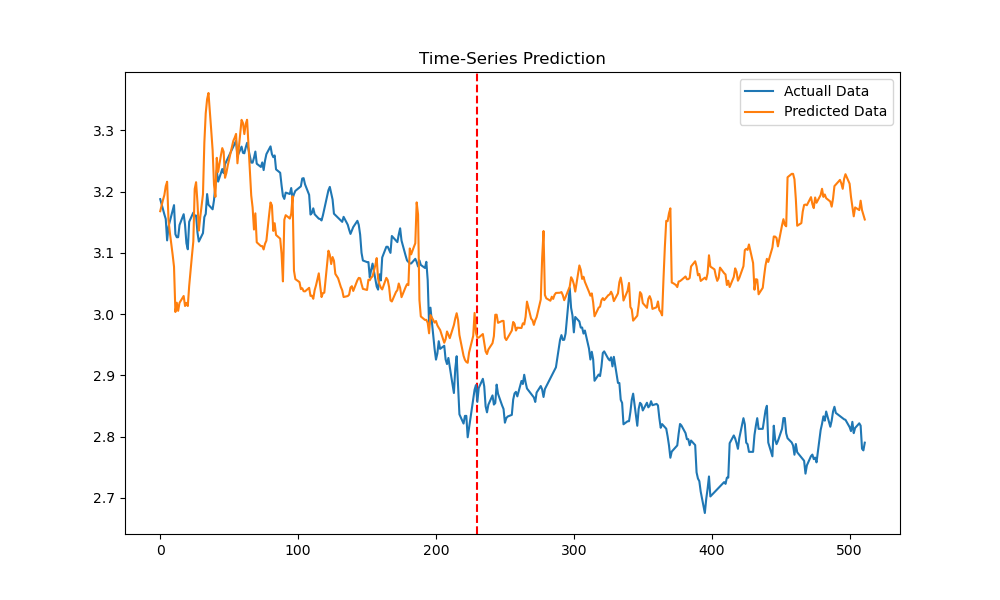 Time-Series Prediction
Actuall Data
Predicted Data
3.3
3.2
3.1
3.0
2.9
2.8
2.7
0 100 200 300 400 500